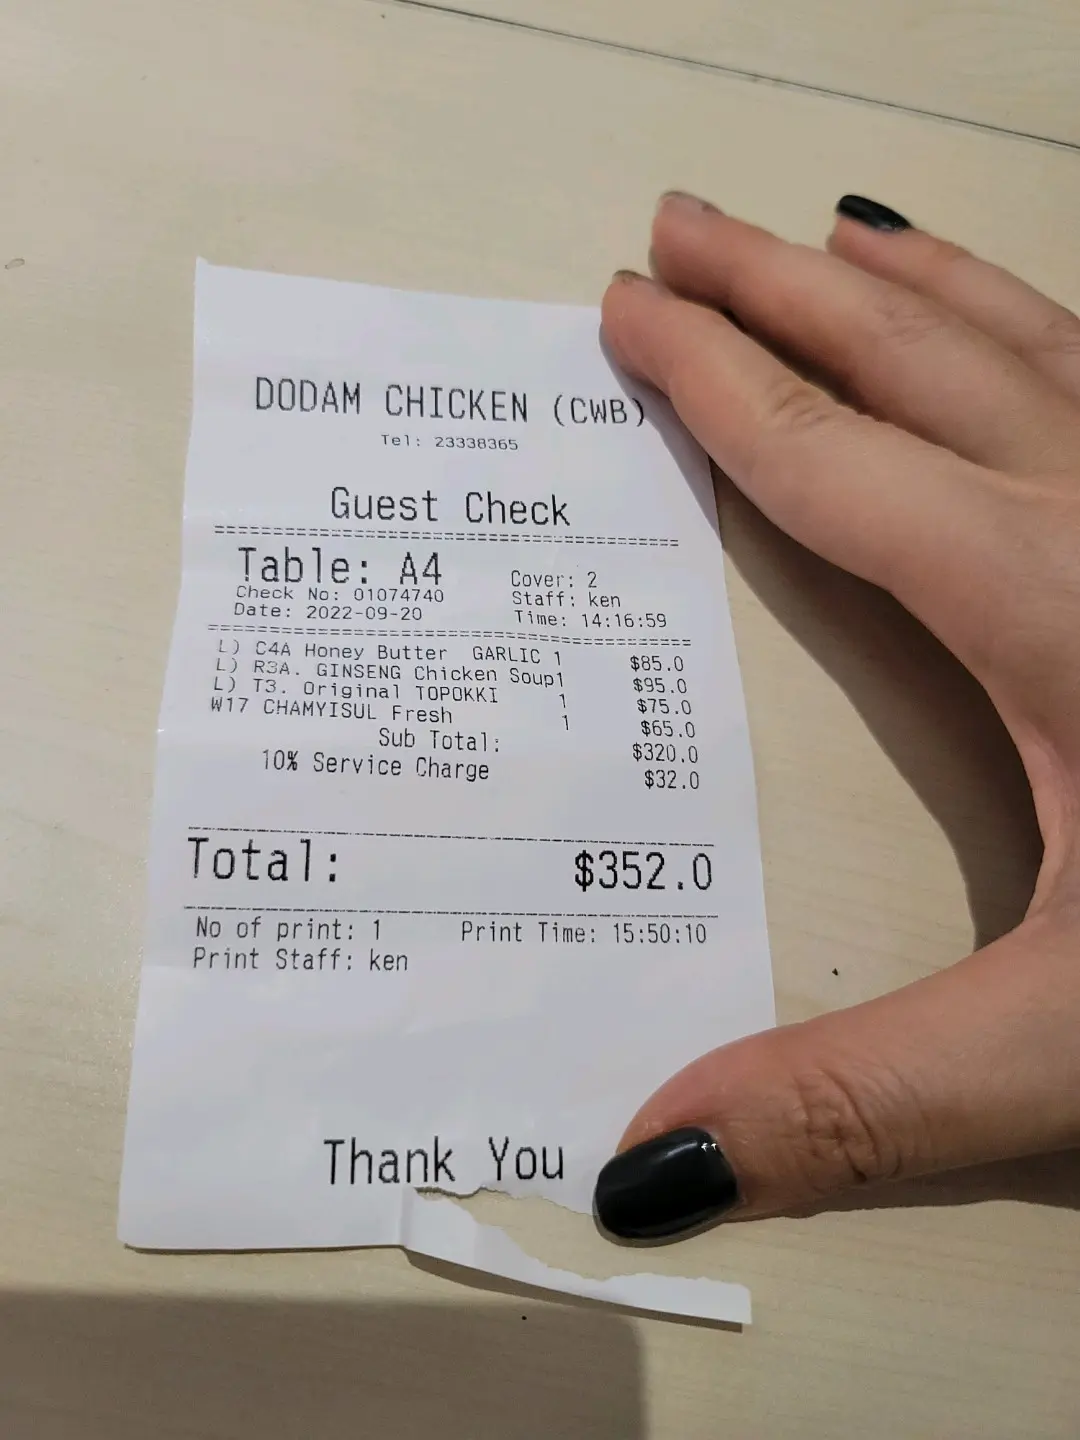 DODAM CHICKEN (CWB)
Tel: 23338365
Guest Check
Table: A4 Cover: 2
Check No: 01074740 Staff: ken
Date: 2022-09-20 Time: 14:16:59
L) C4A Honey Butter GARLIC 1 $85.0
L) R3A. GINSENG Chicken Soup1 $95.0
L) T3. Original TOPOKKI 1 $75.0
W17 CHAMYISUL Fresh 1 $65.0
Sub Total: $320.0
10% Service Charge $32.0
Total: $352.0
No of print: 1 Print Time: 15:50:10
Print Staff: ken
Thank You